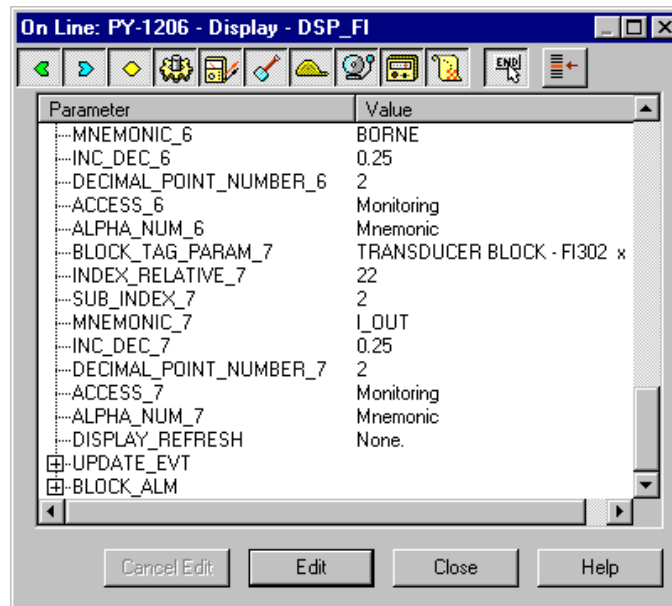 On Line: PY-1206 - Display - DSP_FI
END
Parameter Value
MNEMONIC_6 BORNE
INC_DEC_6 0.25
DECIMAL_POINT_NUMBER_6 2
ACCESS_6 Monitoring
ALPHA_NUM_6 Mnemonic
BLOCK_TAG_PARAM_7 TRANSDUCER BLOCK - FI302 x
INDEX_RELATIVE_7 22
SUB_INDEX_7 2
MNEMONIC_7 I_OUT
INC_DEC_7 0.25
DECIMAL_POINT_NUMBER_7 2
ACCESS_7 Monitoring
ALPHA_NUM_7 Mnemonic
DISPLAY_REFRESH None.
UPDATE_EVT
BLOCK_ALM
Cancel Edit Edit Close Help